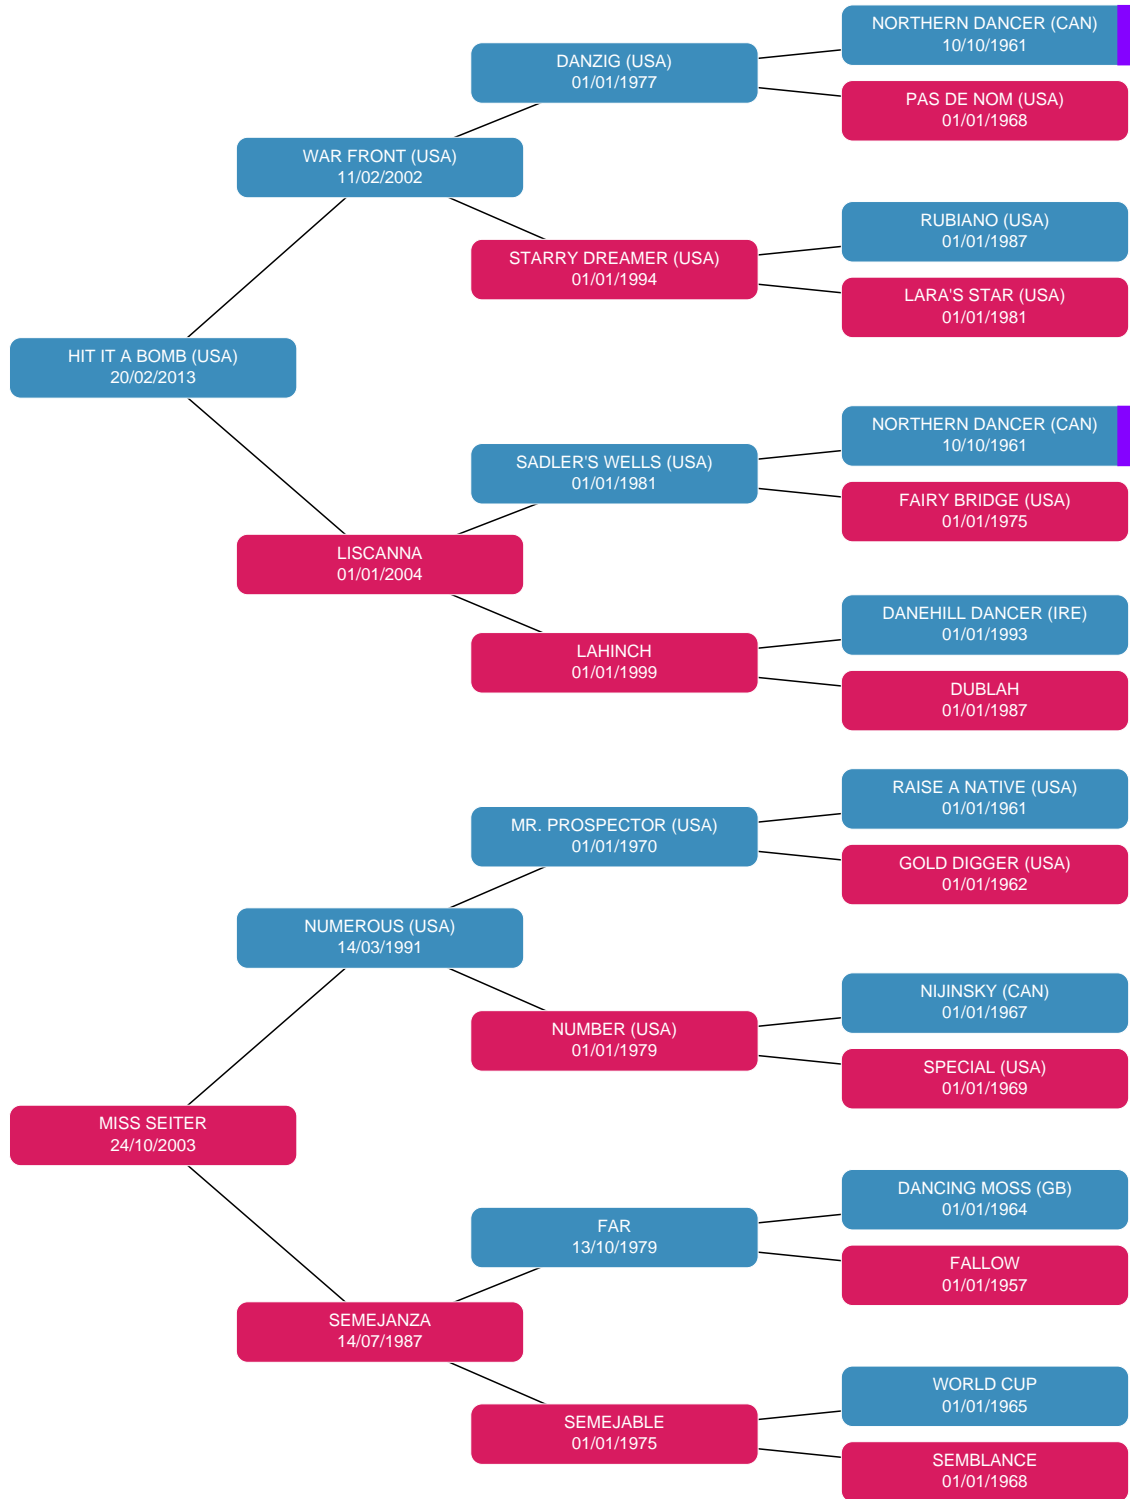 NORTHERN DANCER (CAN)
10/10/1961
DANZIG (USA)
01/01/1977
PAS DE NOM (USA)
01/01/1968
WAR FRONT (USA)
11/02/2002
RUBIANO (USA)
01/01/1987
STARRY DREAMER (USA)
01/01/1994
LARA'S STAR (USA)
01/01/1981
HIT IT A BOMB (USA)
20/02/2013
NORTHERN DANCER (CAN)
10/10/1961
SADLER'S WELLS (USA)
01/01/1981
FAIRY BRIDGE (USA)
01/01/1975
LISCANNA
01/01/2004
DANEHILL DANCER (IRE)
01/01/1993
LAHINCH
01/01/1999
DUBLAH
01/01/1987
RAISE A NATIVE (USA)
01/01/1961
MR. PROSPECTOR (USA)
01/01/1970
GOLD DIGGER (USA)
01/01/1962
NUMEROUS (USA)
14/03/1991
NIJINSKY (CAN)
01/01/1967
NUMBER (USA)
01/01/1979
SPECIAL (USA)
01/01/1969
MISS SEITER
24/10/2003
DANCING MOSS (GB)
01/01/1964
FAR
13/10/1979
FALLOW
01/01/1957
SEMEJANZA
14/07/1987
WORLD CUP
01/01/1965
SEMEJABLE
01/01/1975
SEMBLANCE
01/01/1968